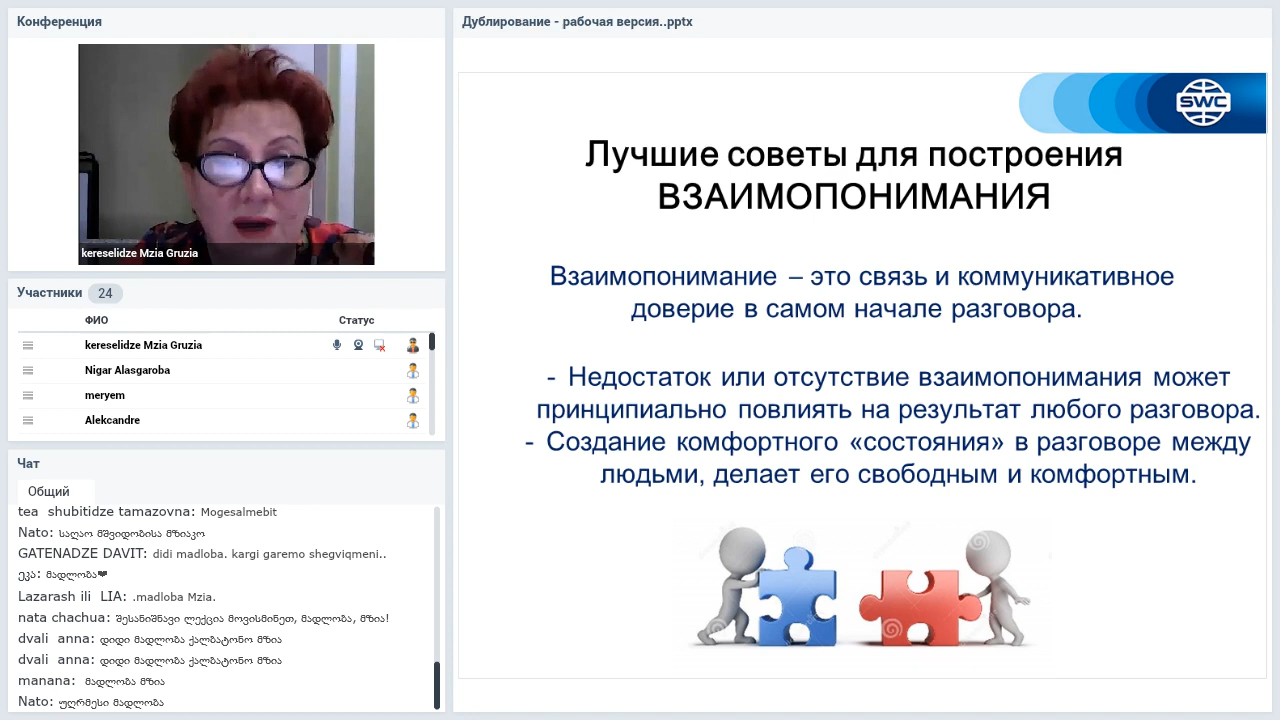 Конференция
kereselidze Mzia Gruzia
Участники 24
ФИО Статус
kereselidze Mzia Gruzia
Nigar Alasgaroba
meryem
Alekcandre
Чат
Общий
tea shubitidze tamazovna: Mogesalmebit
Nato: საღაო მშვიდობისა მზიაკო
GATENADZE DAVIT: didi madloba. kargi garemo shegviqmeni..
ეკა: მადლობა❤
Lazarash ili LIA: .madloba Mzia.
nata chachua: შესანიშნავი ლექცია მოვისმინეთ, მადლობა, მზია!
dvali anna: დიდი მადლობა ქალბატონო მზია
dvali anna: დიდი მადლობა ქალბატონო მზია
manana: მადლობა მზია
Nato: უღრმესი მადლობა
Дублирование - рабочая версия..pptx
SWC
Лучшие советы для построения
ВЗАИМОПОНИМАНИЯ
Взаимопонимание – это связь и коммуникативное
доверие в самом начале разговора.
- Недостаток или отсутствие взаимопонимания может
принципиально повлиять на результат любого разговора.
- Создание комфортного «состояния» в разговоре между
людьми, делает его свободным и комфортным.